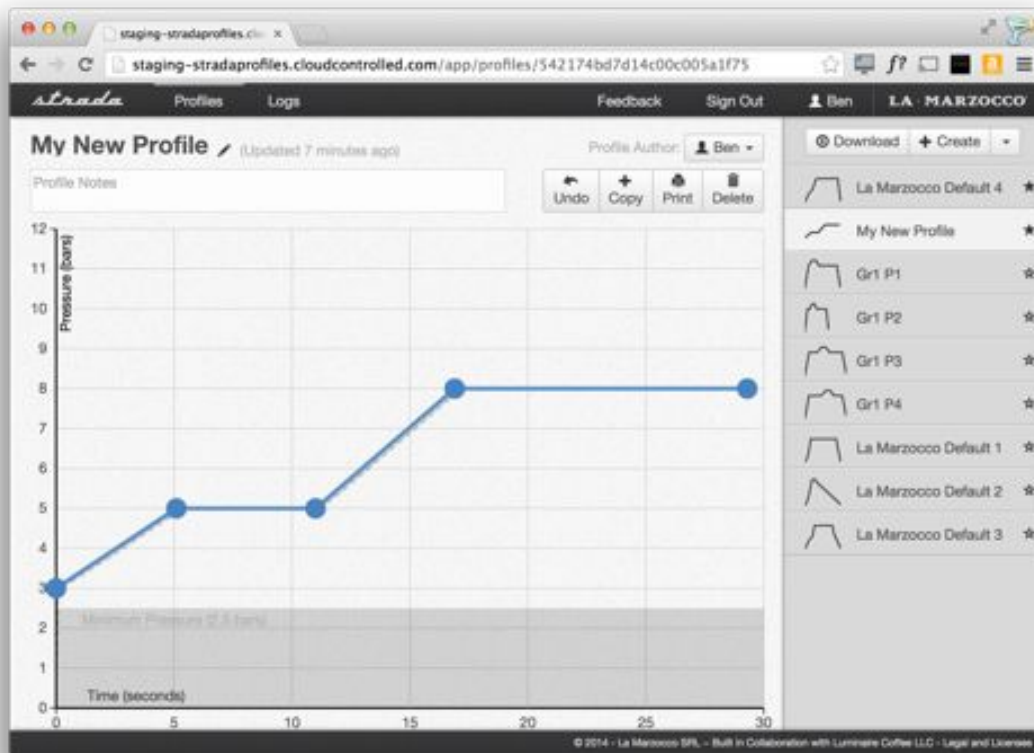 staging-stradaprofiles.clo
staging-stradaprofiles.cloudcontrolled.com/app/profiles/542174bd7d14c00c005a1f75
f?
strada Profiles Logs Feedback Sign Out Ben LA MARZOCCO
My New Profile (Updated 7 minutes ago)
Profile Author: Ben
Download + Create
Profile Notes
Undo Copy Print Delete
La Marzocco Default 4
My New Profile
Gr1 P1
Gr1 P2
Gr1 P3
Gr1 P4
La Marzocco Default 1
La Marzocco Default 2
La Marzocco Default 3
Pressure (bars)
12
11
10
9
8
7
6
5
4
3
2
1
0
Minimum Pressure (2.5 bars)
Time (seconds)
0 5 10 15 20 25 30
© 2014 - La Marzocco SRL - Built in Collaboration with Luminaire Coffee LLC - Legal and